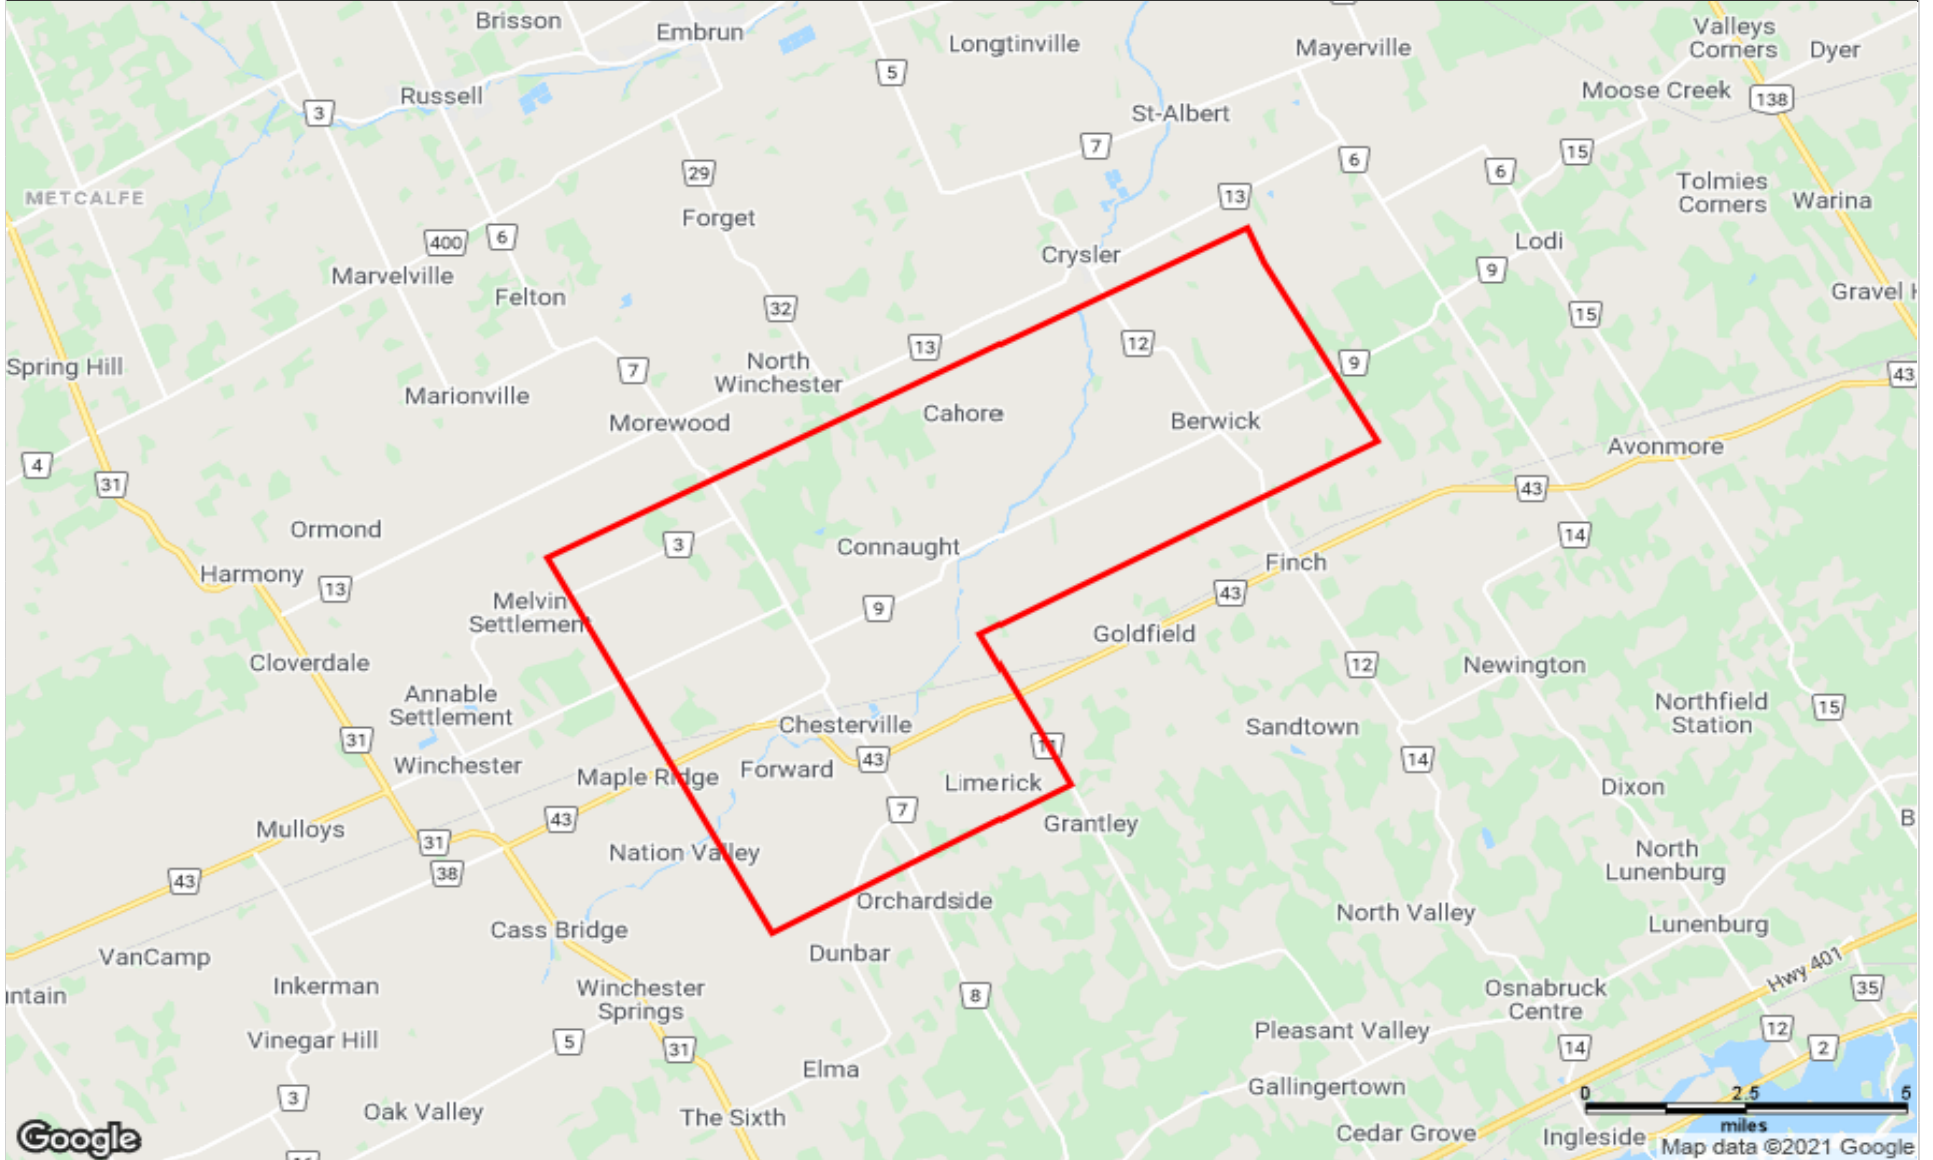 Brisson
Embrun
Longtinville
Mayerville
Valleys
Corners
Dyer
5
Russell
Moose Creek
138
3
St-Albert
7
6
15
29
6
METCALFE
13
Tolmies
Corners
Warina
Forget
400
6
Crysler
Lodi
9
Marvelville
Felton
Gravel
32
15
12
13
Spring Hill
7
North
Winchester
9
43
Marionville
Cahore
Berwick
Morewood
Avonmore
4
31
43
Ormond
3
Connaught
14
Harmony
13
Finch
Melvin
Settlement
9
43
Goldfield
Cloverdale
12
Newington
Annable
Settlement
Northfield
Station
15
31
Chesterville
Sandtown
11
43
14
Winchester
Maple Ridge
Forward
Limerick
Dixon
7
43
Mulloys
31
Grantley
B
38
Nation Valley
North
Lunenburg
43
Orchardside
North Valley
Lunenburg
Cass Bridge
VanCamp
Dunbar
Hwy 401
Inkerman
Winchester
Springs
8
Osnabruck
Centre
35
ntain
Vinegar Hill
5
31
Pleasant Valley
14
12
2
Elma
Gallingertown
3
0 2.5 5
miles
Oak Valley
The Sixth
Google
Cedar Grove
Ingleside
Map data ©2021 Google